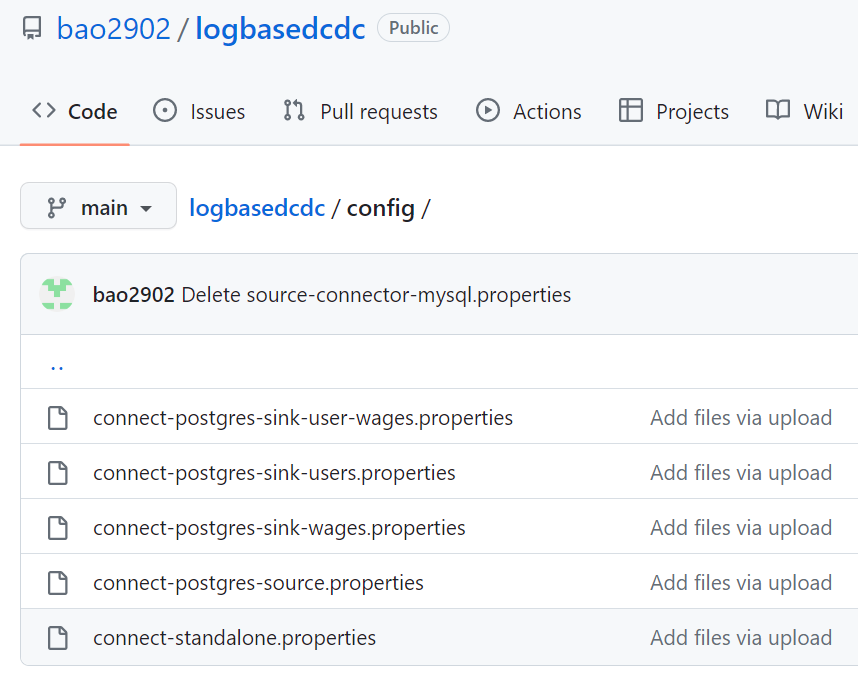 bao2902 / logbasedcdc Public
Code Issues Pull requests Actions Projects Wiki
main logbasedcdc / config /
bao2902 Delete source-connector-mysql.properties
..
connect-postgres-sink-user-wages.properties Add files via upload
connect-postgres-sink-users.properties Add files via upload
connect-postgres-sink-wages.properties Add files via upload
connect-postgres-source.properties Add files via upload
connect-standalone.properties Add files via upload